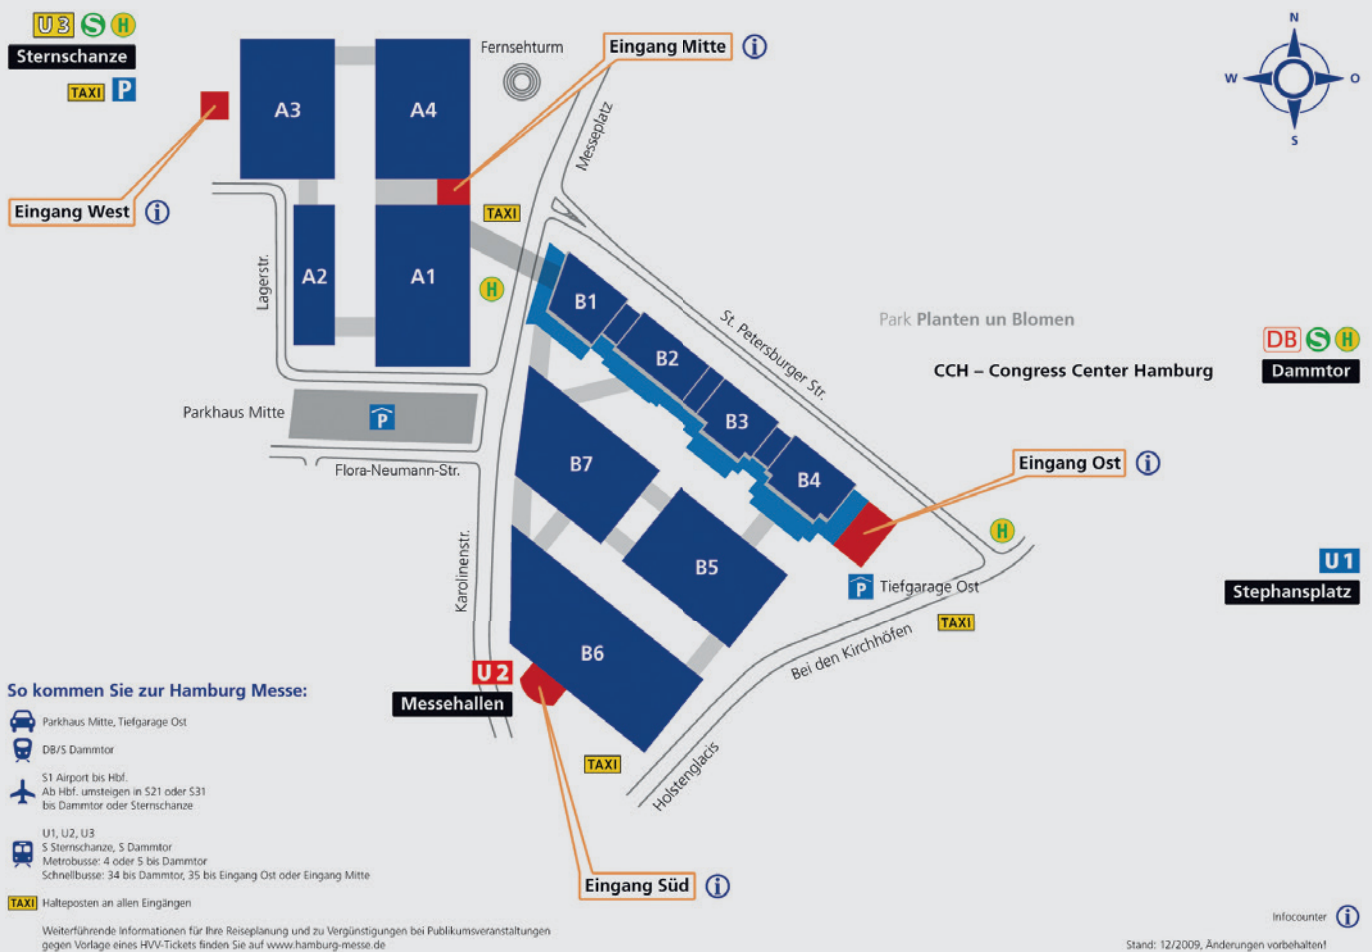 U3 S H
Sternschanze
TAXI P
Eingang West i
A3
A4
A2
A1
Fernsehturm
Eingang Mitte i
Messeplatz
TAXI
H
Lagerstr.
Parkhaus Mitte
P
Flora-Neumann-Str.
Karolinenstr.
N
W O
S
B1
B2
B3
B4
B7
B5
B6
St. Petersburger Str.
Park Planten un Blomen
CCH – Congress Center Hamburg
DB S H
Dammtor
Eingang Ost i
H
U1
Stephansplatz
P Tiefgarage Ost
TAXI
Bei den Kirchhöfen
Holstenglacis
U2
Messehallen
TAXI
Eingang Süd i
So kommen Sie zur Hamburg Messe:
Parkhaus Mitte, Tiefgarage Ost
DB/S Dammtor
S1 Airport bis Hbf.
Ab Hbf. umsteigen in S21 oder S31
bis Dammtor oder Sternschanze
U1, U2, U3
S Sternschanze, S Dammtor
Metrobusse: 4 oder 5 bis Dammtor
Schnellbusse: 34 bis Dammtor, 35 bis Eingang Ost oder Eingang Mitte
TAXI Halteposten an allen Eingängen
Weiterführende Informationen für Ihre Reiseplanung und zu Vergünstigungen bei Publikumsveranstaltungen
gegen Vorlage eines HVV-Tickets finden Sie auf www.hamburg-messe.de
Infocounter i
Stand: 12/2009, Änderungen vorbehalten!